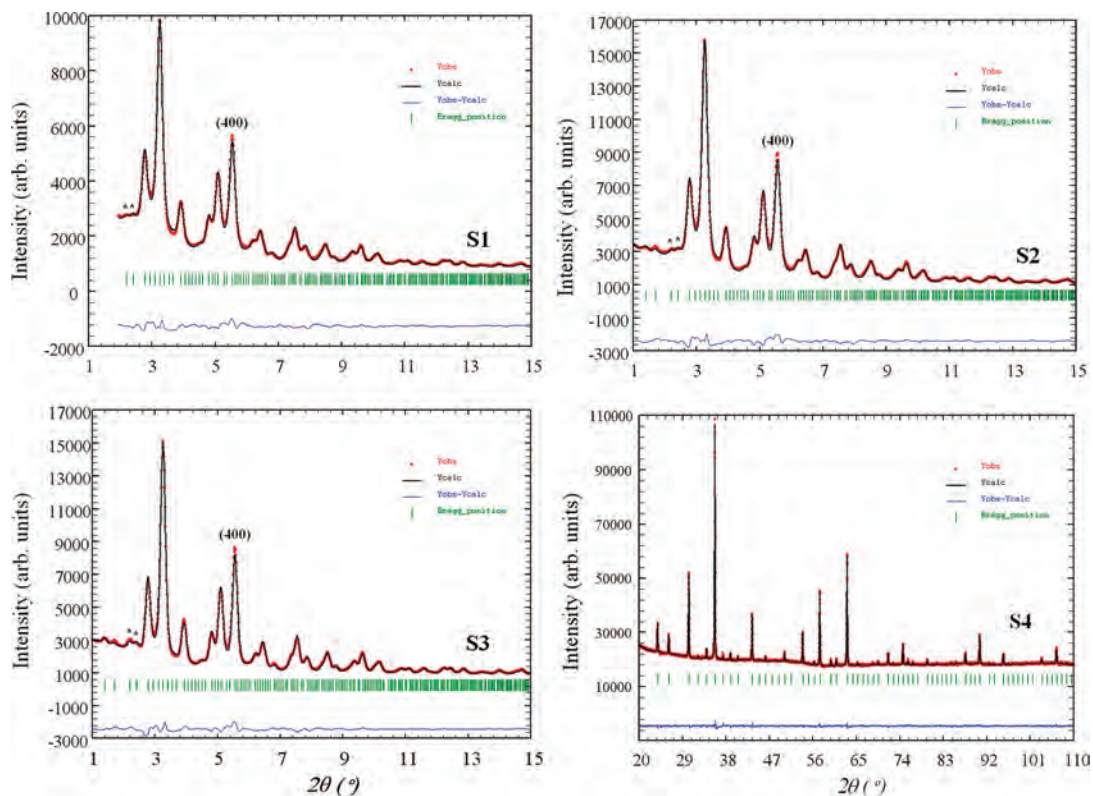 10000
8000
6000
4000
2000
0
-2000
Intensity (arb. units)
Yobs
Ycalc
Yobs-Ycalc
Bragg_position
(400)
**
S1
1 3 5 7 9 11 13 15
17000
15000
13000
11000
9000
7000
5000
3000
1000
-1000
-3000
Intensity (arb. units)
Yobs
Ycalc
Yobs-Ycalc
Bragg_position
(400)
* *
S2
1 3 5 7 9 11 13 15
17000
15000
13000
11000
9000
7000
5000
3000
1000
-1000
-3000
Intensity (arb. units)
Yobs
Ycalc
Yobs-Ycalc
Bragg_position
(400)
**
S3
1 3 5 7 9 11 13 15
2θ (°)
110000
90000
70000
50000
30000
10000
Intensity (arb. units)
Yobs
Ycalc
Yobs-Ycalc
Bragg_position
S4
20 29 38 47 56 65 74 83 92 101 110
2θ (°)